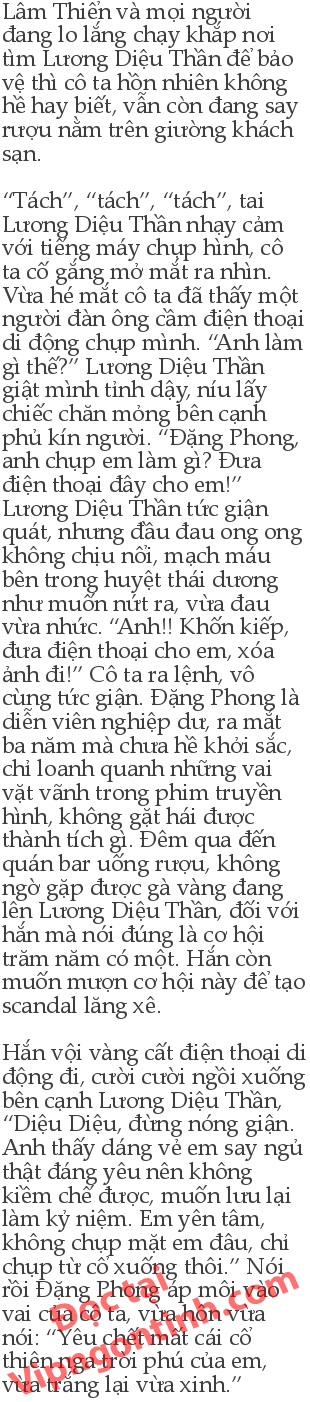 Lâm Thiển và mọi người
đang lo lắng chạy khắp nơi
tìm Lương Diệu Thần để bảo
vệ thì cô ta hồn nhiên không
hề hay biết, vẫn còn đang say
rượu nằm trên giường khách
sạn.
“Tách”, “tách”, “tách”, tai
Lương Diệu Thần nhạy cảm
với tiếng máy chụp hình, cô
ta cố gắng mở mắt ra nhìn.
Vừa hé mắt cô ta đã thấy một
người đàn ông cầm điện thoại
di động chụp mình. “Anh làm
gì thế?” Lương Diệu Thần
giật mình tỉnh dậy, níu lấy
chiếc chăn mỏng bên cạnh
phủ kín người. “Đặng Phong,
anh chụp em làm gì? Đưa
điện thoại đây cho em!”
Lương Diệu Thần tức giận
quát, nhưng đầu đau ong ong
không chịu nổi, mạch máu
bên trong huyệt thái dương
như muốn nứt ra, vừa đau
vừa nhức. “Anh!! Khốn kiếp,
đưa điện thoại cho em, xóa
ảnh đi!” Cô ta ra lệnh, vô
cùng tức giận. Đặng Phong là
diễn viên nghiệp dư, ra mắt
ba năm mà chưa hề khởi sắc,
chỉ loanh quanh những vai
vặt vãnh trong phim truyền
hình, không gặt hái được
thành tích gì. Đêm qua đến
quán bar uống rượu, không
ngờ gặp được gà vàng đang
lên Lương Diệu Thần, đối với
hắn mà nói đúng là cơ hội
trăm năm có một. Hắn còn
muốn mượn cơ hội này để tạo
scandal lăng xê.
Hắn vội vàng cất điện thoại di
động đi, cười cười ngồi xuống
bên cạnh Lương Diệu Thần,
“Diệu Diệu, đừng nóng giận.
Anh thấy dáng vẻ em say ngủ
thật đáng yêu nên không
kiềm chế được, muốn lưu lại
làm kỷ niệm. Em yên tâm,
không chụp mặt em đâu, chỉ
chụp từ cổ xuống thôi.” Nói
rồi Đặng Phong áp môi vào
vai của cô ta, vừa hôn vừa
nói: “Yêu chết mất cái cổ
thiên nga trời phú của em,
vừa trắng lại vừa xinh.”
Đọc tại
Vipngontinh.com